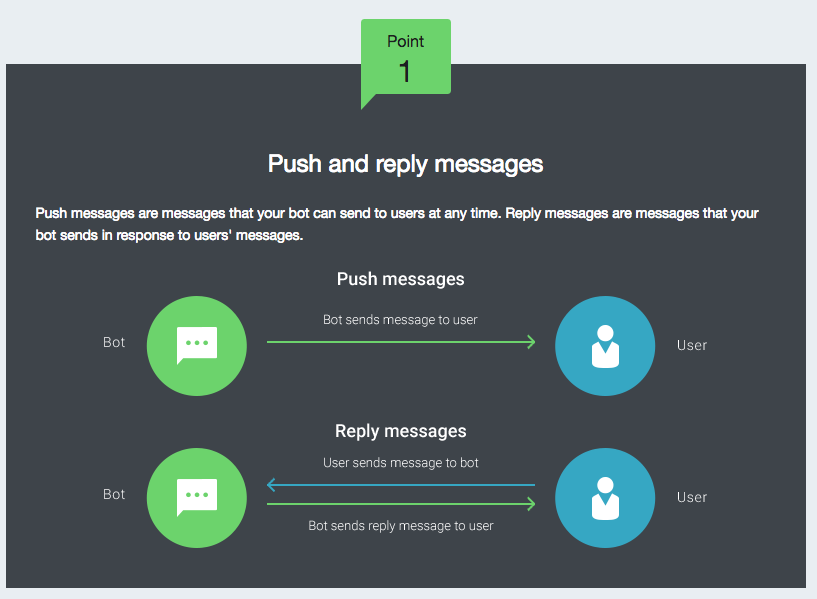 Point
1
Push and reply messages
Push messages are messages that your bot can send to users at any time. Reply messages are messages that your
bot sends in response to users' messages.
Push messages
Bot sends message to user
Bot
User
Reply messages
User sends message to bot
Bot
User
Bot sends reply message to user